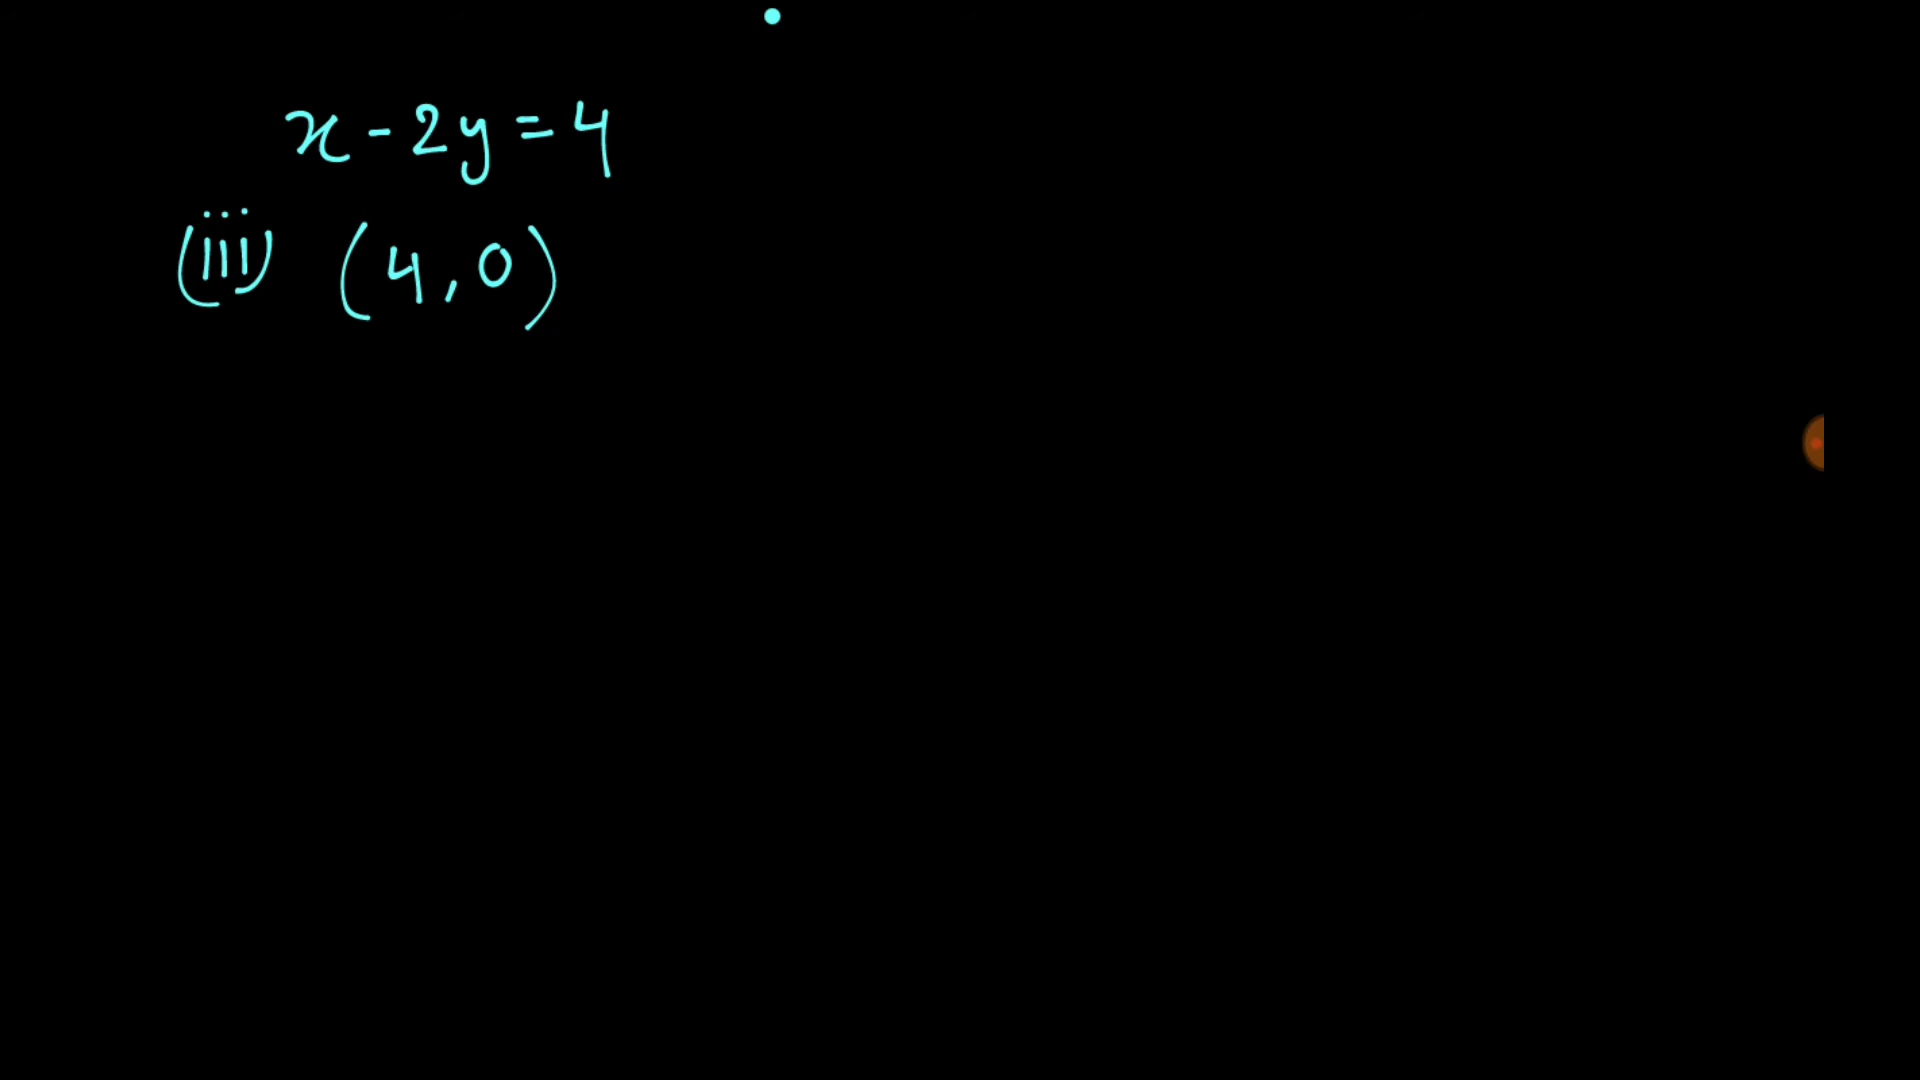 x - 2y = 4
(iii) (4, 0)